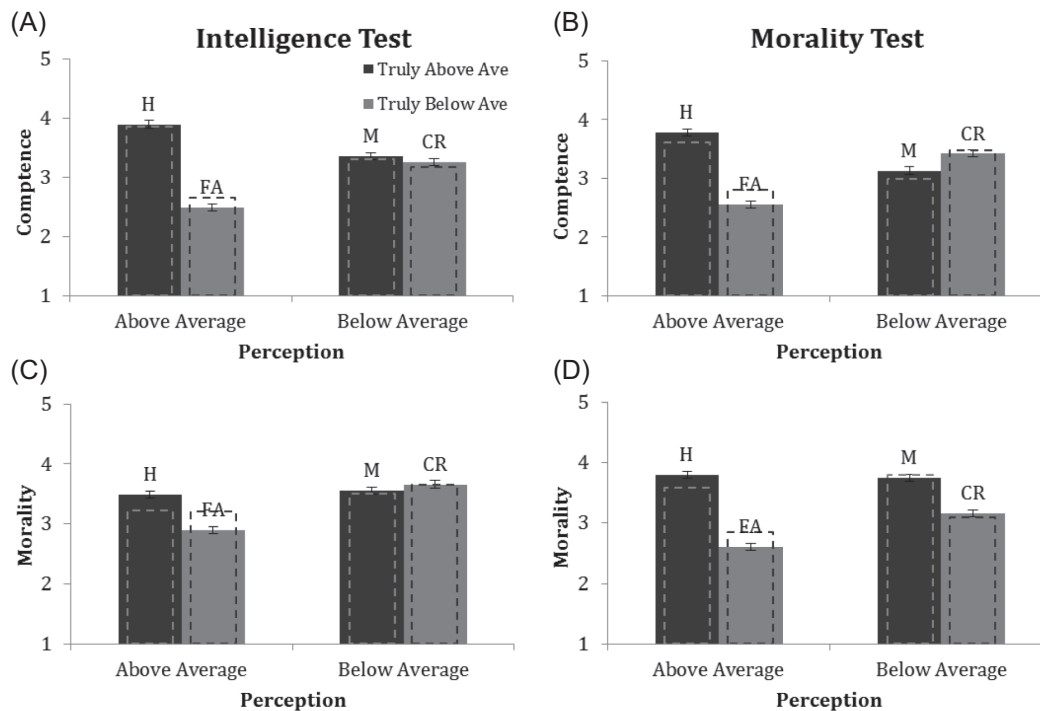 (A)
Intelligence Test
Truly Above Ave
Truly Below Ave
5
4
3
2
1
Comptence
H
FA
M
CR
Above Average
Below Average
Perception
(B)
Morality Test
5
4
3
2
1
Comptence
H
FA
M
CR
Above Average
Below Average
Perception
(C)
5
4
3
2
1
Morality
H
FA
M
CR
Above Average
Below Average
Perception
(D)
5
4
3
2
1
Morality
H
FA
M
CR
Above Average
Below Average
Perception